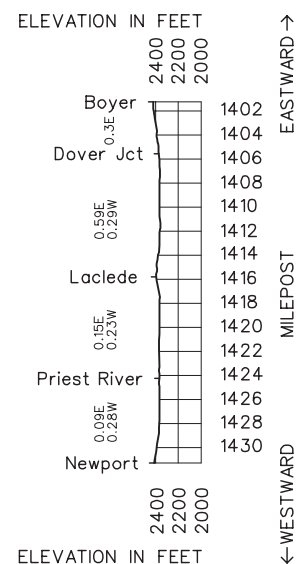 ELEVATION IN FEET
2400
2200
2000
EASTWARD→
Boyer
0.3E
1402
1404
Dover Jct
1406
1408
0.59E
0.29W
1410
1412
1414
Laclede
1416
MILEPOST
1418
0.15E
0.23W
1420
1422
Priest River
1424
1426
0.09E
0.28W
1428
1430
Newport
2400
2200
2000
←WESTWARD
ELEVATION IN FEET